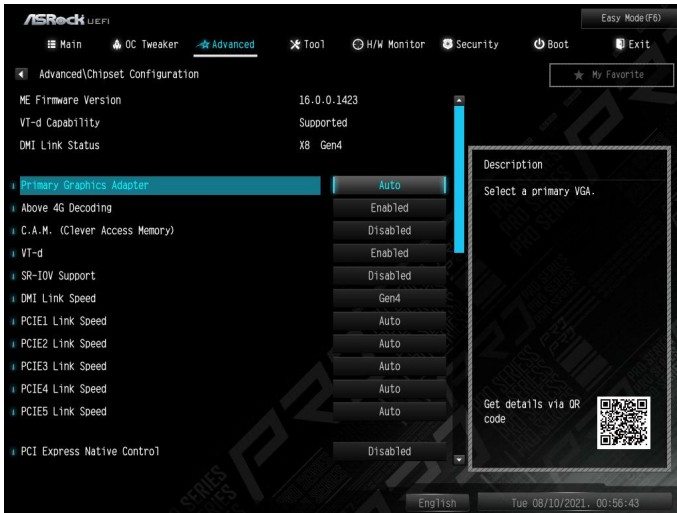 ASRock UEFI
Easy Mode(F6)
Main OC Tweaker Advanced Tool H/W Monitor Security Boot Exit
Advanced\Chipset Configuration
My Favorite
ME Firmware Version 16.0.0.1423
VT-d Capability Supported
DMI Link Status X8 Gen4
Primary Graphics Adapter Auto
Above 4G Decoding Enabled
C.A.M. (Clever Access Memory) Disabled
VT-d Enabled
SR-IOV Support Disabled
DMI Link Speed Gen4
PCIE1 Link Speed Auto
PCIE2 Link Speed Auto
PCIE3 Link Speed Auto
PCIE4 Link Speed Auto
PCIE5 Link Speed Auto
PCI Express Native Control Disabled
Description
Select a primary VGA.
Get details via QR
code
English
Tue 08/10/2021. 00:56:43